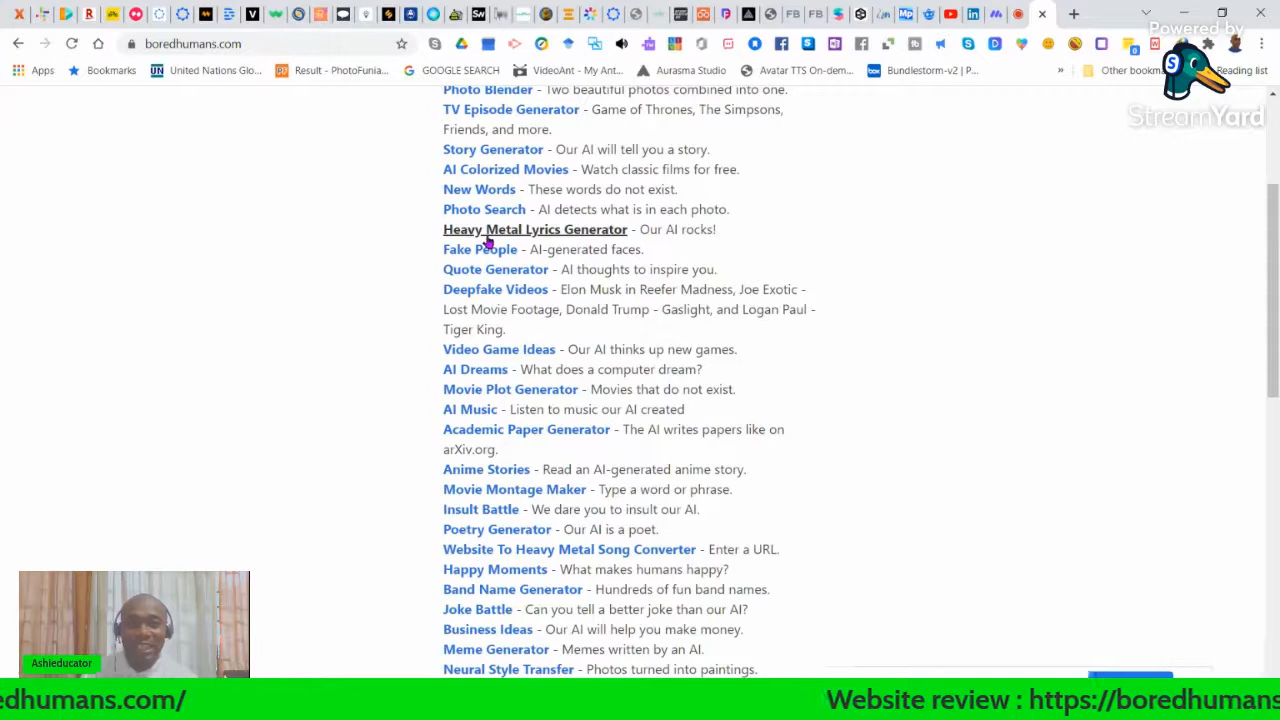 boredhumans.com
Powered by
StreamYard
Apps
Bookmarks
United Nations Glo...
Result - PhotoFunia...
GOOGLE SEARCH
VideoAnt - My Ant...
Aurasma Studio
Avatar TTS On-dem...
Bundlestorm-v2 | P...
»
Other bookmar
Reading list
Photo Blender - Two beautiful photos combined into one.
TV Episode Generator - Game of Thrones, The Simpsons,
Friends, and more.
Story Generator - Our AI will tell you a story.
AI Colorized Movies - Watch classic films for free.
New Words - These words do not exist.
Photo Search - AI detects what is in each photo.
Heavy Metal Lyrics Generator - Our AI rocks!
Fake People - AI-generated faces.
Quote Generator - AI thoughts to inspire you.
Deepfake Videos - Elon Musk in Reefer Madness, Joe Exotic -
Lost Movie Footage, Donald Trump - Gaslight, and Logan Paul -
Tiger King.
Video Game Ideas - Our AI thinks up new games.
AI Dreams - What does a computer dream?
Movie Plot Generator - Movies that do not exist.
AI Music - Listen to music our AI created
Academic Paper Generator - The AI writes papers like on
arXiv.org.
Anime Stories - Read an AI-generated anime story.
Movie Montage Maker - Type a word or phrase.
Insult Battle - We dare you to insult our AI.
Poetry Generator - Our AI is a poet.
Website To Heavy Metal Song Converter - Enter a URL.
Happy Moments - What makes humans happy?
Band Name Generator - Hundreds of fun band names.
Joke Battle - Can you tell a better joke than our AI?
Business Ideas - Our AI will help you make money.
Meme Generator - Memes written by an AI.
Neural Style Transfer - Photos turned into paintings.
Ashieducator
edhumans.com/
Website review : https://boredhumans